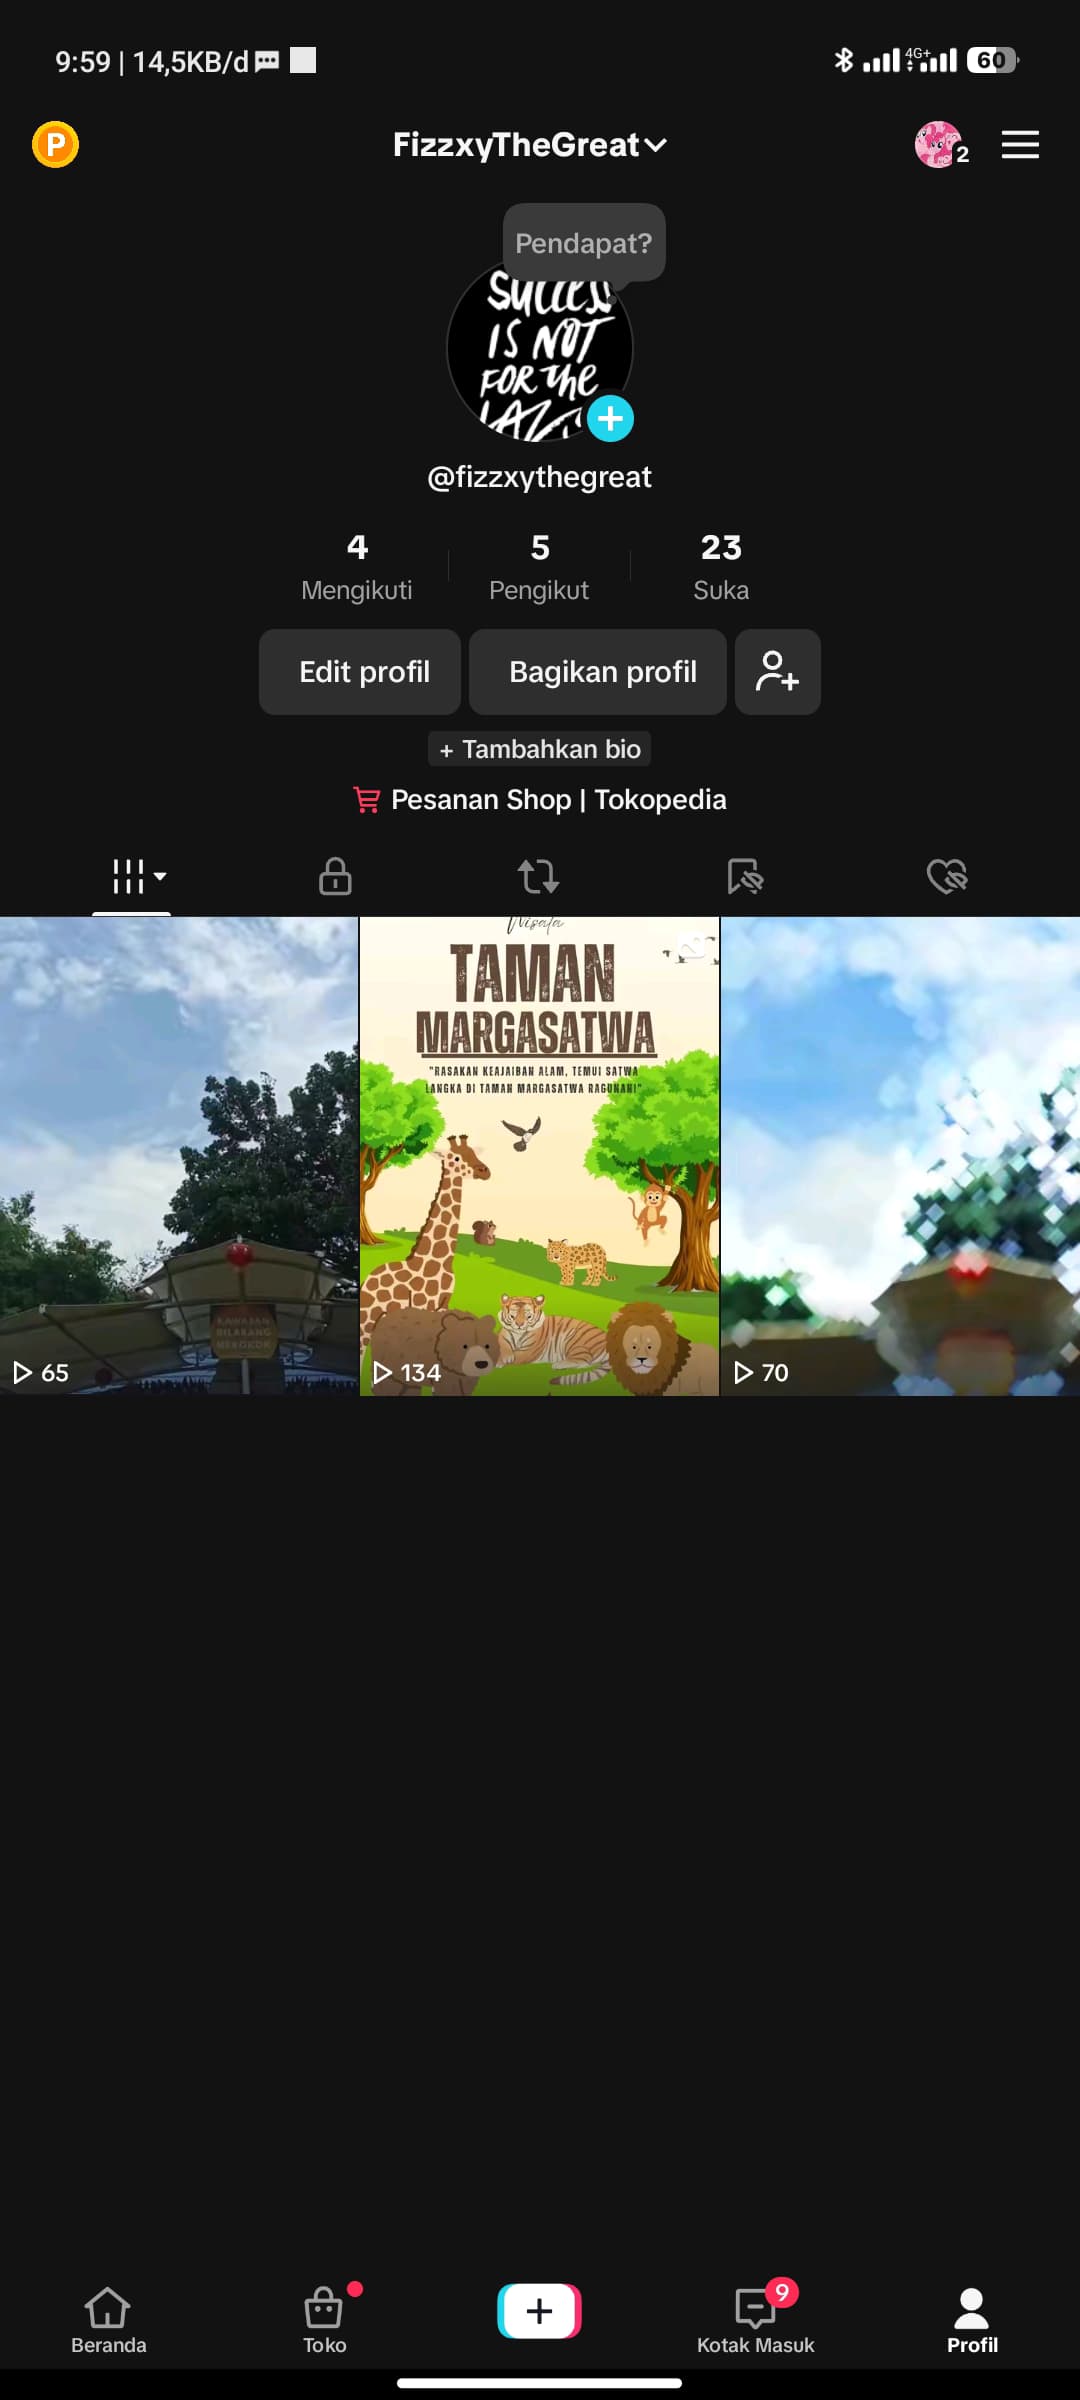 9:59 | 14,5KB/d
4G+
60
P
FizzxyTheGreat
2
Pendapat?
SUCCESS
IS NOT
FOR THE
LAZY
@fizzxythegreat
4
5
23
Mengikuti
Pengikut
Suka
Edit profil
Bagikan profil
+ Tambahkan bio
Pesanan Shop | Tokopedia
Wisata
TAMAN
MARGASATWA
"RASAKAN KEAJAIBAN ALAM, TEMUI SATWA
LANGKA DI TAMAN MARGASATWA RAGUNAN!"
KAWASAN
DILARANG
MEROKOK
65
134
70
9
Beranda
Toko
Kotak Masuk
Profil